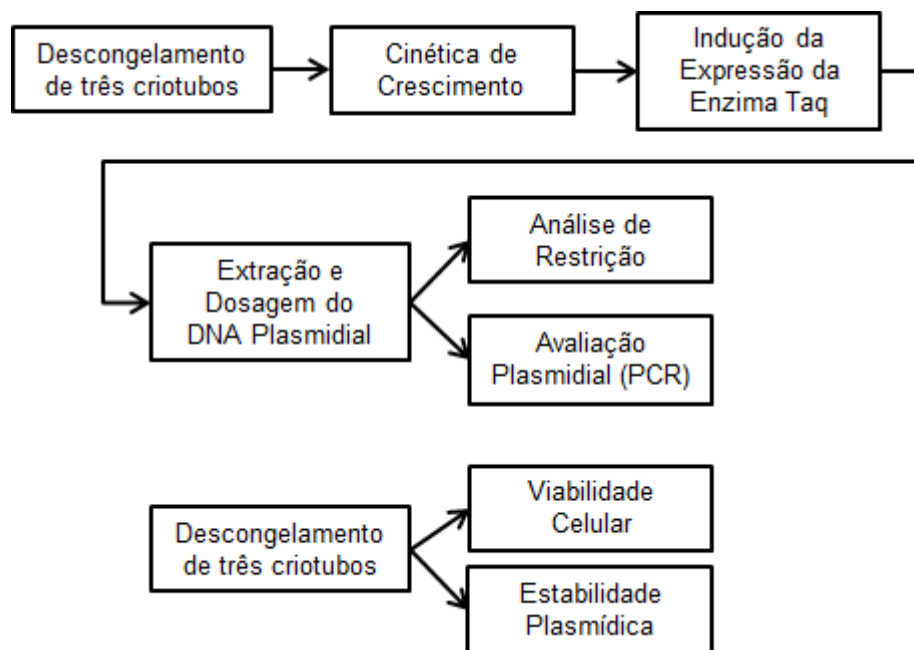 Descongelamento
de três criotubos
Cinética de
Crescimento
Indução da
Expressão da
Enzima Taq
Extração e
Dosagem do
DNA Plasmidial
Análise de
Restrição
Avaliação
Plasmidial (PCR)
Descongelamento
de três criotubos
Viabilidade
Celular
Estabilidade
Plasmídica